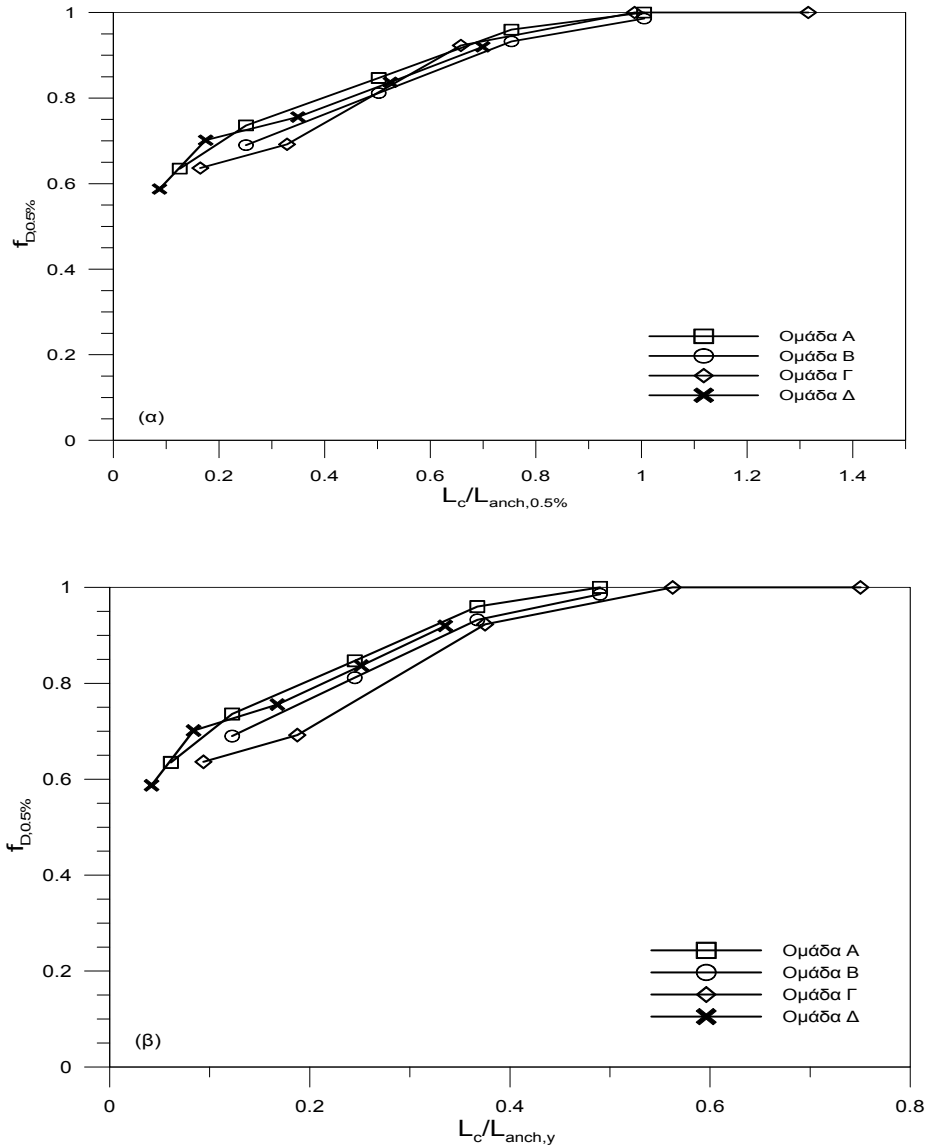 1
0.8
0.6
0.4
0.2
0
f_D,0.5%
Ομάδα Α
Ομάδα Β
Ομάδα Γ
Ομάδα Δ
(α)
0 0.2 0.4 0.6 0.8 1 1.2 1.4
L_c/L_anch,0.5%
1
0.8
0.6
0.4
0.2
0
f_D,0.5%
Ομάδα Α
Ομάδα Β
Ομάδα Γ
Ομάδα Δ
(β)
0 0.2 0.4 0.6 0.8
L_c/L_anch,y